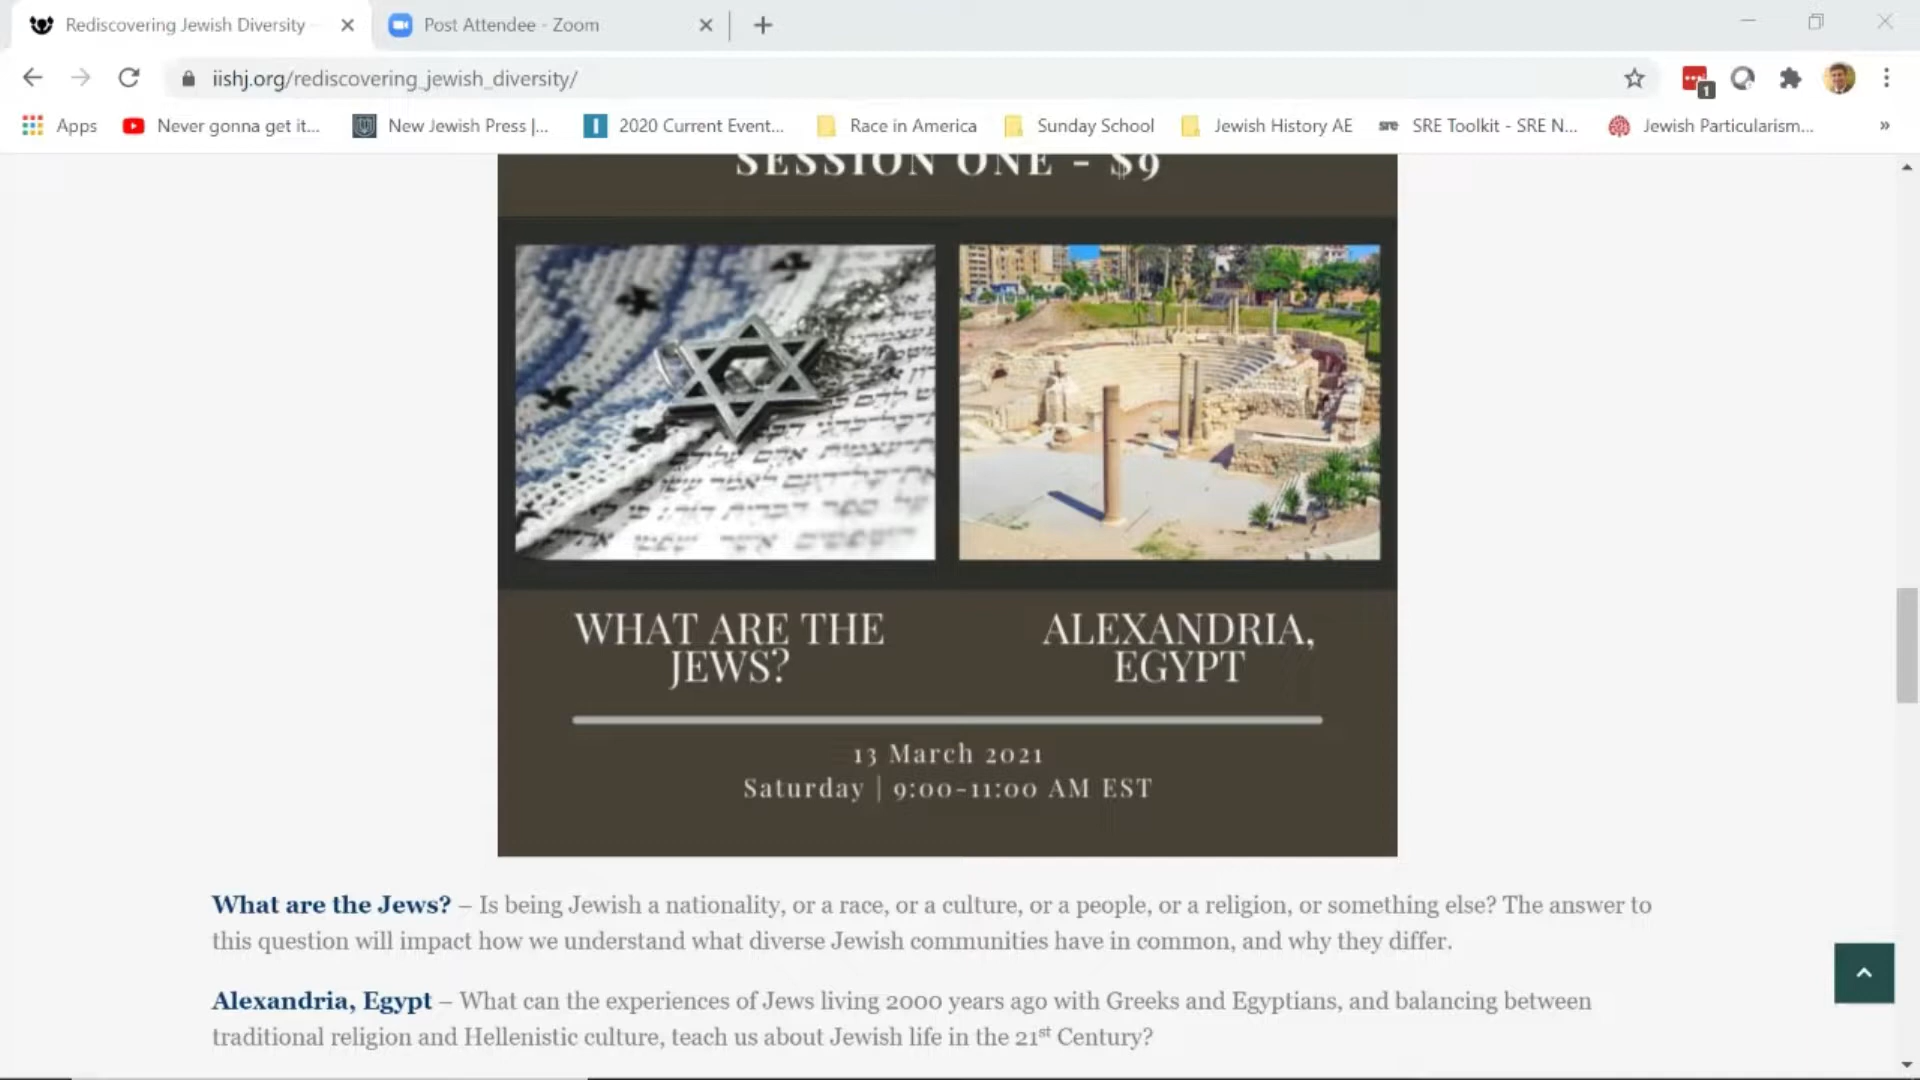 Rediscovering Jewish Diversity
Post Attendee - Zoom
iishj.org/rediscovering_jewish_diversity/
1
Apps
Never gonna get it...
New Jewish Press |...
2020 Current Event...
Race in America
Sunday School
Jewish History AE
sre
SRE Toolkit - SRE N...
Jewish Particularism...
»
SESSION ONE - $9
WHAT ARE THE
JEWS?
ALEXANDRIA,
EGYPT
13 March 2021
Saturday | 9:00-11:00 AM EST
What are the Jews? – Is being Jewish a nationality, or a race, or a culture, or a people, or a religion, or something else? The answer to
this question will impact how we understand what diverse Jewish communities have in common, and why they differ.
Alexandria, Egypt – What can the experiences of Jews living 2000 years ago with Greeks and Egyptians, and balancing between
traditional religion and Hellenistic culture, teach us about Jewish life in the 21st Century?